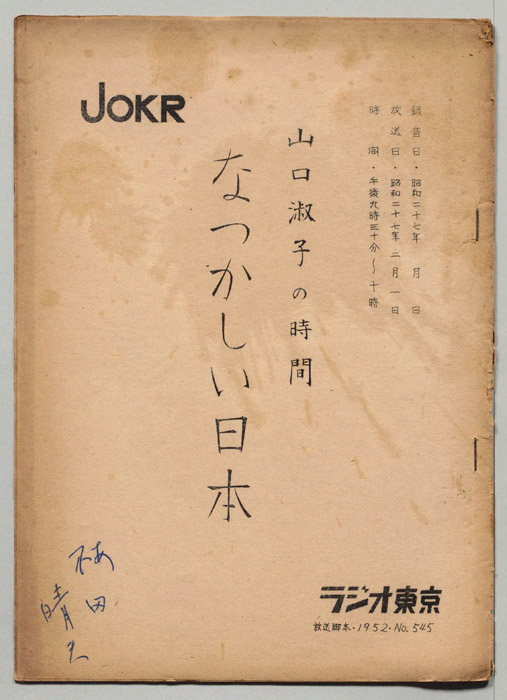 JOKR
録音日・昭和二十七年 月 日
放送日・昭和二十七年 二月一日
時間・午後九時三十分〜十時
山口淑子の時間
なつかしい日本
ラジオ東京
放送脚本・1952・No.545
梅田
晴夫